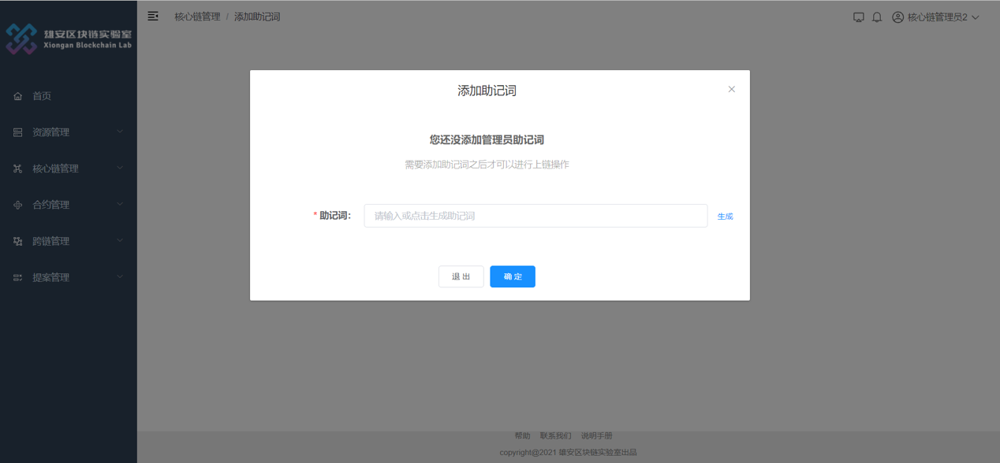 雄安区块链实验室
Xiongan Blockchain Lab
首页
资源管理
核心链管理
合约管理
跨链管理
提案管理
核心链管理 / 添加助记词
核心链管理员2
添加助记词
您还没添加管理员助记词
需要添加助记词之后才可以进行上链操作
* 助记词: 请输入或点击生成助记词 生成
退 出 确 定
帮助 联系我们 说明手册
copyright@2021 雄安区块链实验室出品